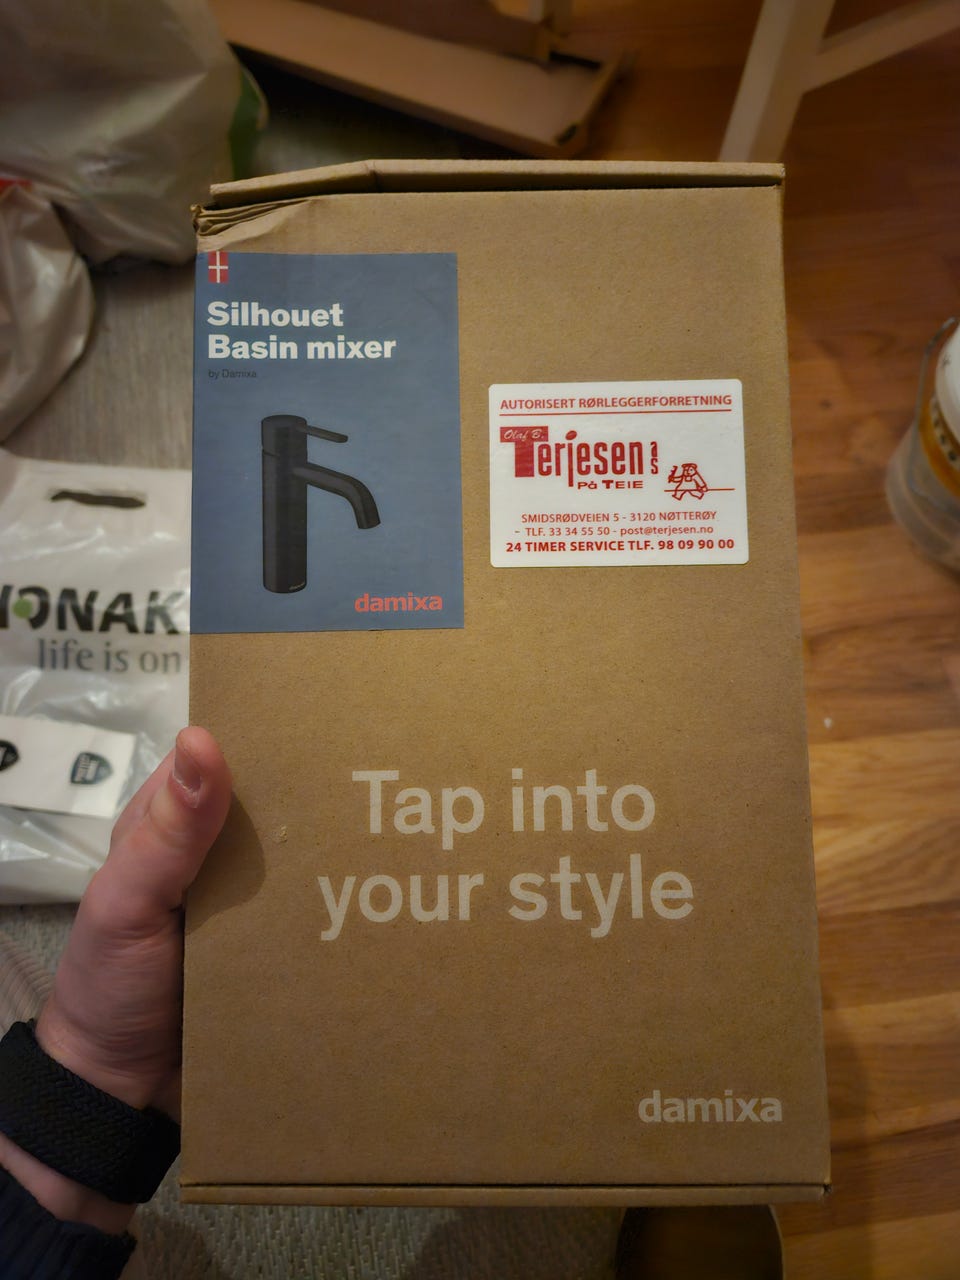 Silhouet
Basin mixer
by Damixa
damixa
AUTORISERT RØRLEGGERFORRETNING
Olaf B.
Terjesen as
På TEIE
SMIDSRØDVEIEN 5 - 3120 NØTTERØY
- TLF. 33 34 55 50 - post@terjesen.no
24 TIMER SERVICE TLF. 98 09 90 00
Tap into
your style
damixa
JONAK
life is on